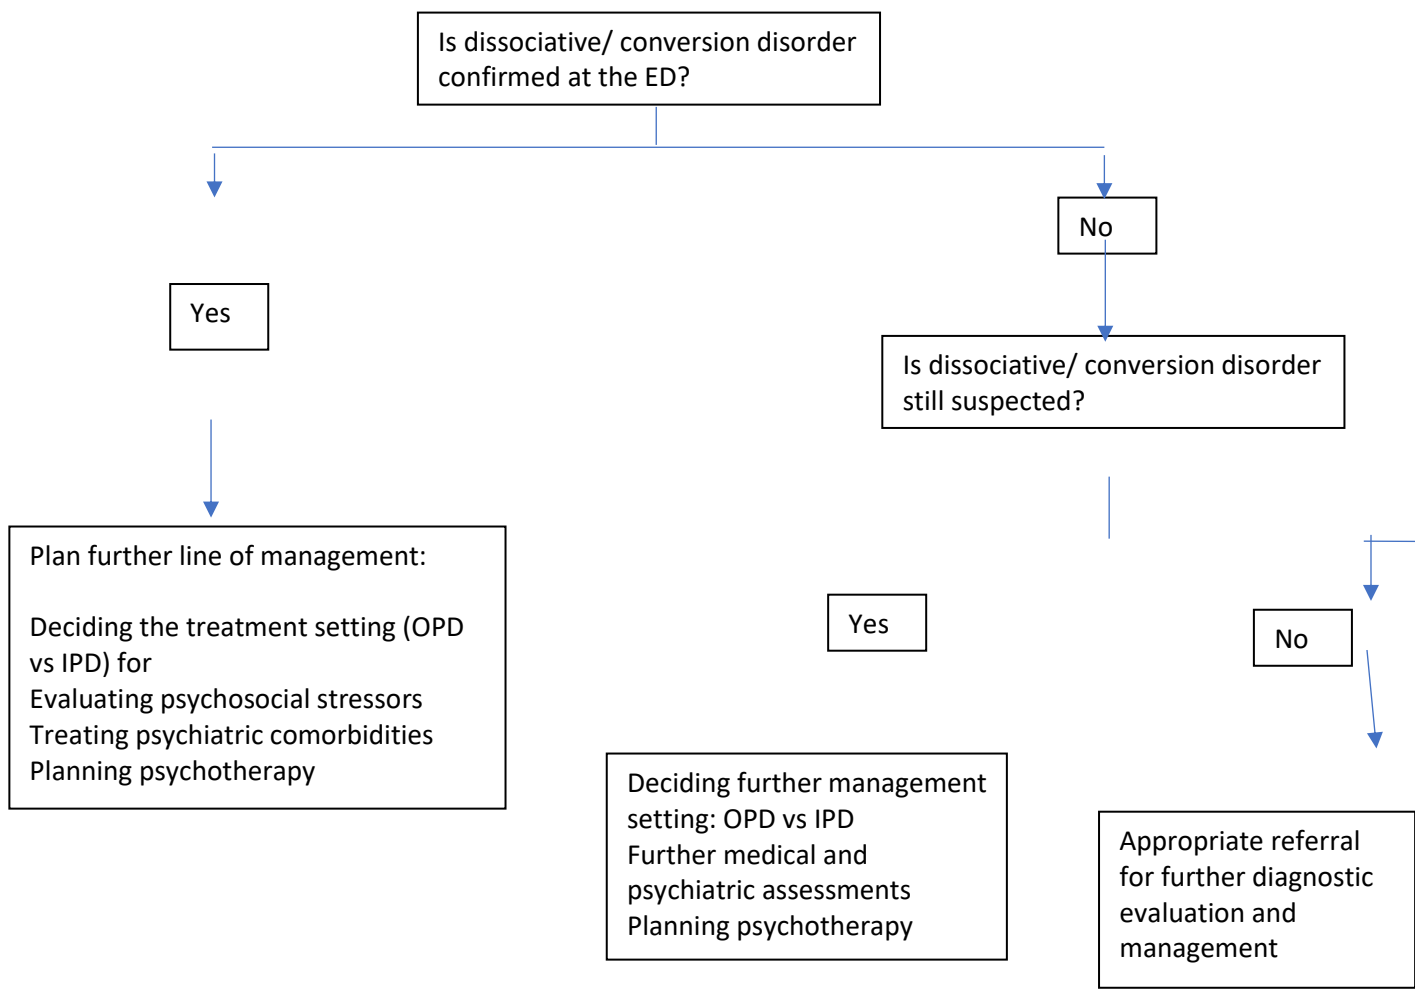 Is dissociative/ conversion disorder
confirmed at the ED?
No
Yes
Is dissociative/ conversion disorder
still suspected?
Plan further line of management:
Deciding the treatment setting (OPD
vs IPD) for
Evaluating psychosocial stressors
Treating psychiatric comorbidities
Planning psychotherapy
Yes
No
Deciding further management
setting: OPD vs IPD
Further medical and
psychiatric assessments
Planning psychotherapy
Appropriate referral
for further diagnostic
evaluation and
management